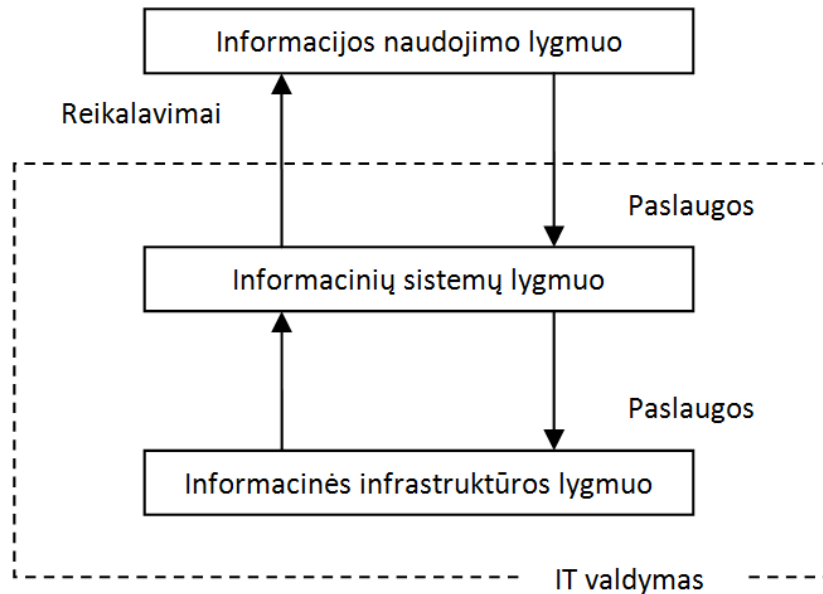 Informacijos naudojimo lygmuo
Reikalavimai
Paslaugos
Informacinių sistemų lygmuo
Paslaugos
Informacinės infrastruktūros lygmuo
IT valdymas